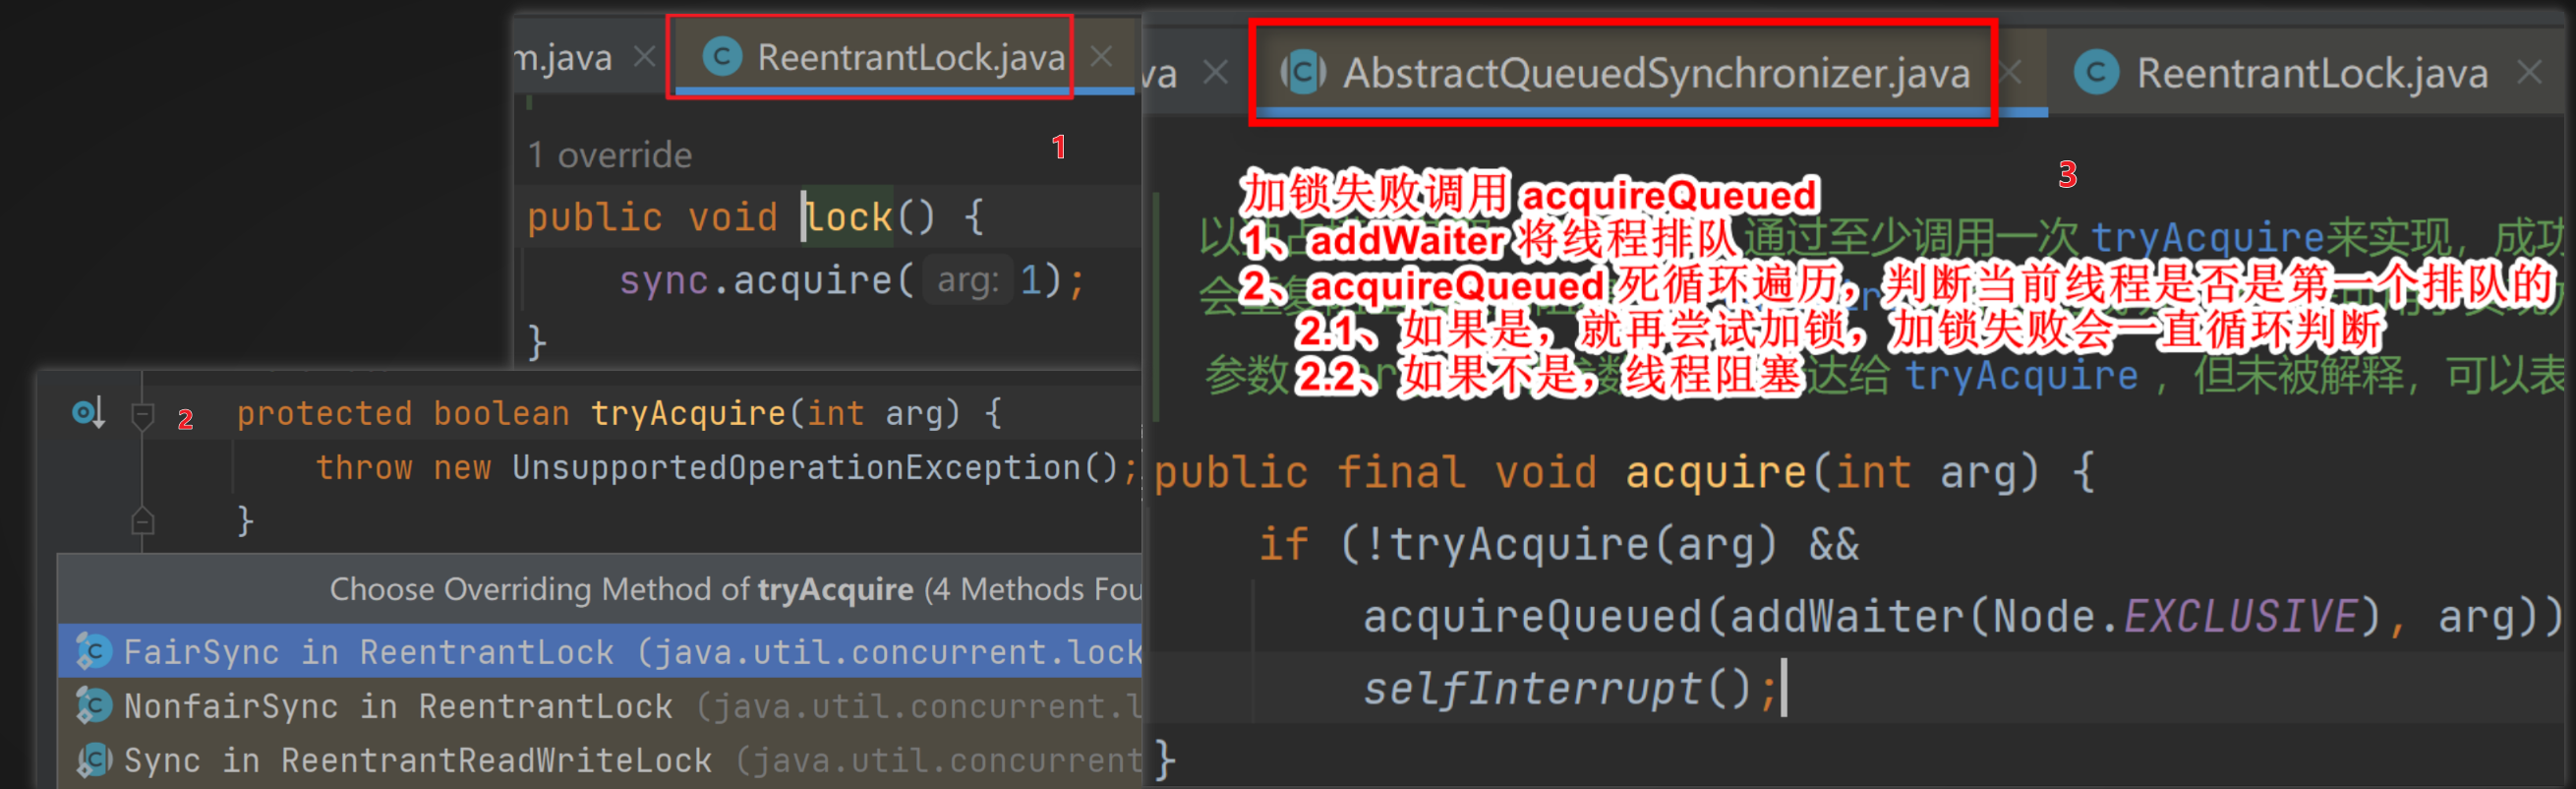 m.java
ReentrantLock.java
1
1 override
public void lock() {
sync.acquire( arg: 1);
}
2
protected boolean tryAcquire(int arg) {
throw new UnsupportedOperationException();
}
Choose Overriding Method of tryAcquire (4 Methods Fou
FairSync in ReentrantLock (java.util.concurrent.lock
NonfairSync in ReentrantLock (java.util.concurrent.l
Sync in ReentrantReadWriteLock (java.util.concurrent
va
AbstractQueuedSynchronizer.java
ReentrantLock.java
3
加锁失败调用 acquireQueued
1、addWaiter 将线程排队
通过至少调用一次 tryAcquire来实现，成功
2、acquireQueued 死循环遍历，判断当前线程是否是第一个排队的
2.1、如果是，就再尝试加锁，加锁失败会一直循环判断
2.2、如果不是，线程阻塞
参数
达给 tryAcquire ，但未被解释，可以表
public final void acquire(int arg) {
if (!tryAcquire(arg) &&
acquireQueued(addWaiter(Node.EXCLUSIVE), arg))
selfInterrupt();
}